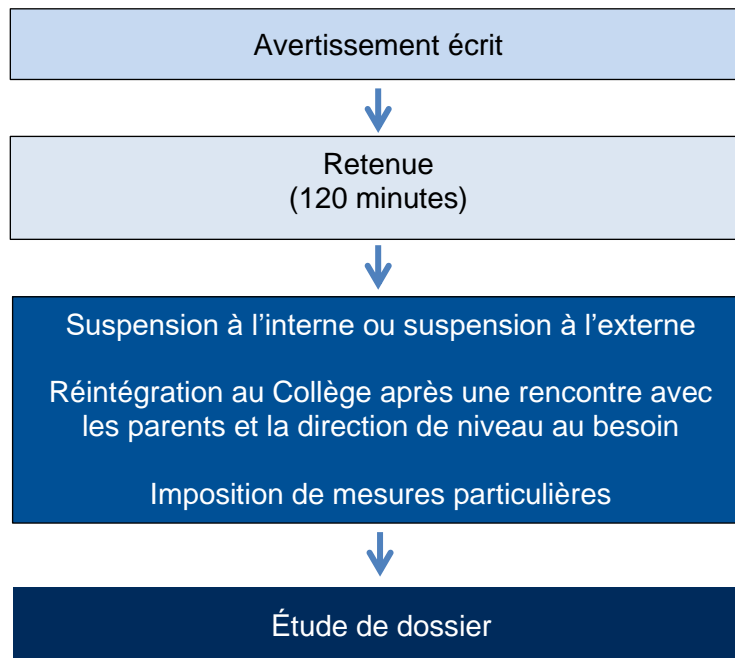 Avertissement écrit
Retenue
(120 minutes)
Suspension à l’interne ou suspension à l’externe
Réintégration au Collège après une rencontre avec
les parents et la direction de niveau au besoin
Imposition de mesures particulières
Étude de dossier